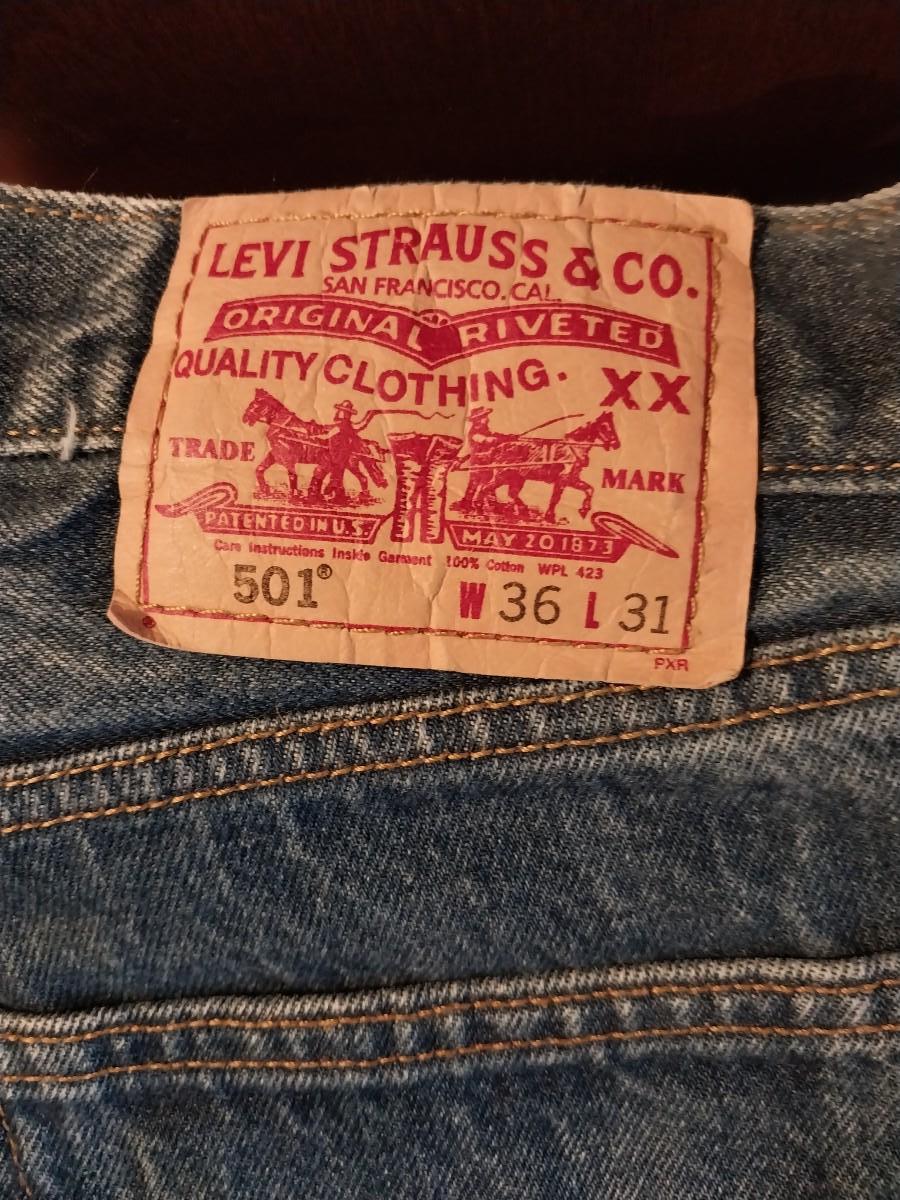 LEVI STRAUSS & CO.
SAN FRANCISCO, CAL.
ORIGINAL RIVETED
QUALITY CLOTHING. XX
TRADE MARK
PATENTED IN U.S. MAY 20 1873
Care Instructions Inside Garment 100% Cotton WPL 423
501® W 36 L 31
PXR